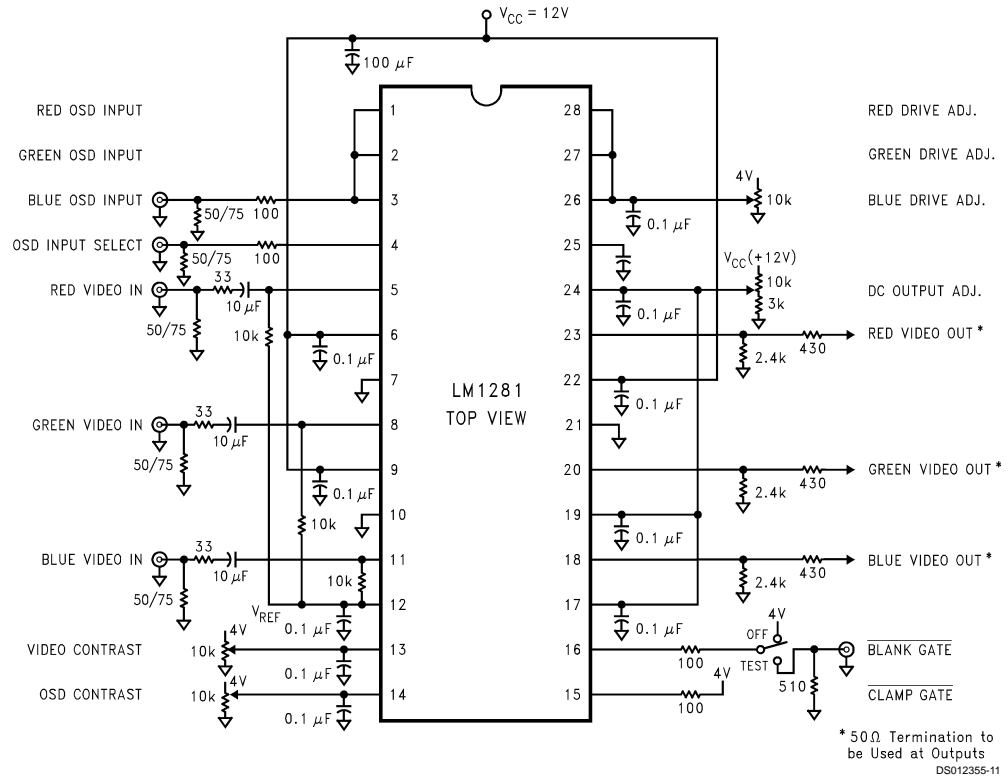 V_CC = 12V
100 μF
RED OSD INPUT
1
28
RED DRIVE ADJ.
GREEN OSD INPUT
2
27
GREEN DRIVE ADJ.
BLUE OSD INPUT
50/75
100
3
26
0.1 μF
4V
10k
BLUE DRIVE ADJ.
OSD INPUT SELECT
50/75
100
4
25
RED VIDEO IN
50/75
33
10 μF
10k
5
24
0.1 μF
V_CC(+12V)
10k
3k
DC OUTPUT ADJ.
0.1 μF
6
23
2.4k
430
RED VIDEO OUT *
7
22
0.1 μF
LM1281
TOP VIEW
GREEN VIDEO IN
50/75
33
10 μF
8
21
0.1 μF
9
20
2.4k
430
GREEN VIDEO OUT *
10k
10
19
0.1 μF
BLUE VIDEO IN
50/75
33
10 μF
10k
11
18
2.4k
430
BLUE VIDEO OUT *
V_REF
0.1 μF
12
17
0.1 μF
VIDEO CONTRAST
10k
4V
0.1 μF
13
16
100
OFF
TEST
4V
510
BLANK GATE
OSD CONTRAST
10k
4V
0.1 μF
14
15
100
4V
CLAMP GATE
* 50Ω Termination to
be Used at Outputs
DS012355-11